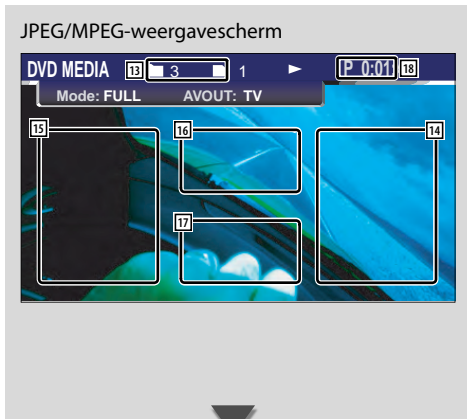 JPEG/MPEG-weergavescherm
DVD MEDIA 13 3 1 P 0:01 18
Mode: FULL AVOUT: TV
15 16 14
17